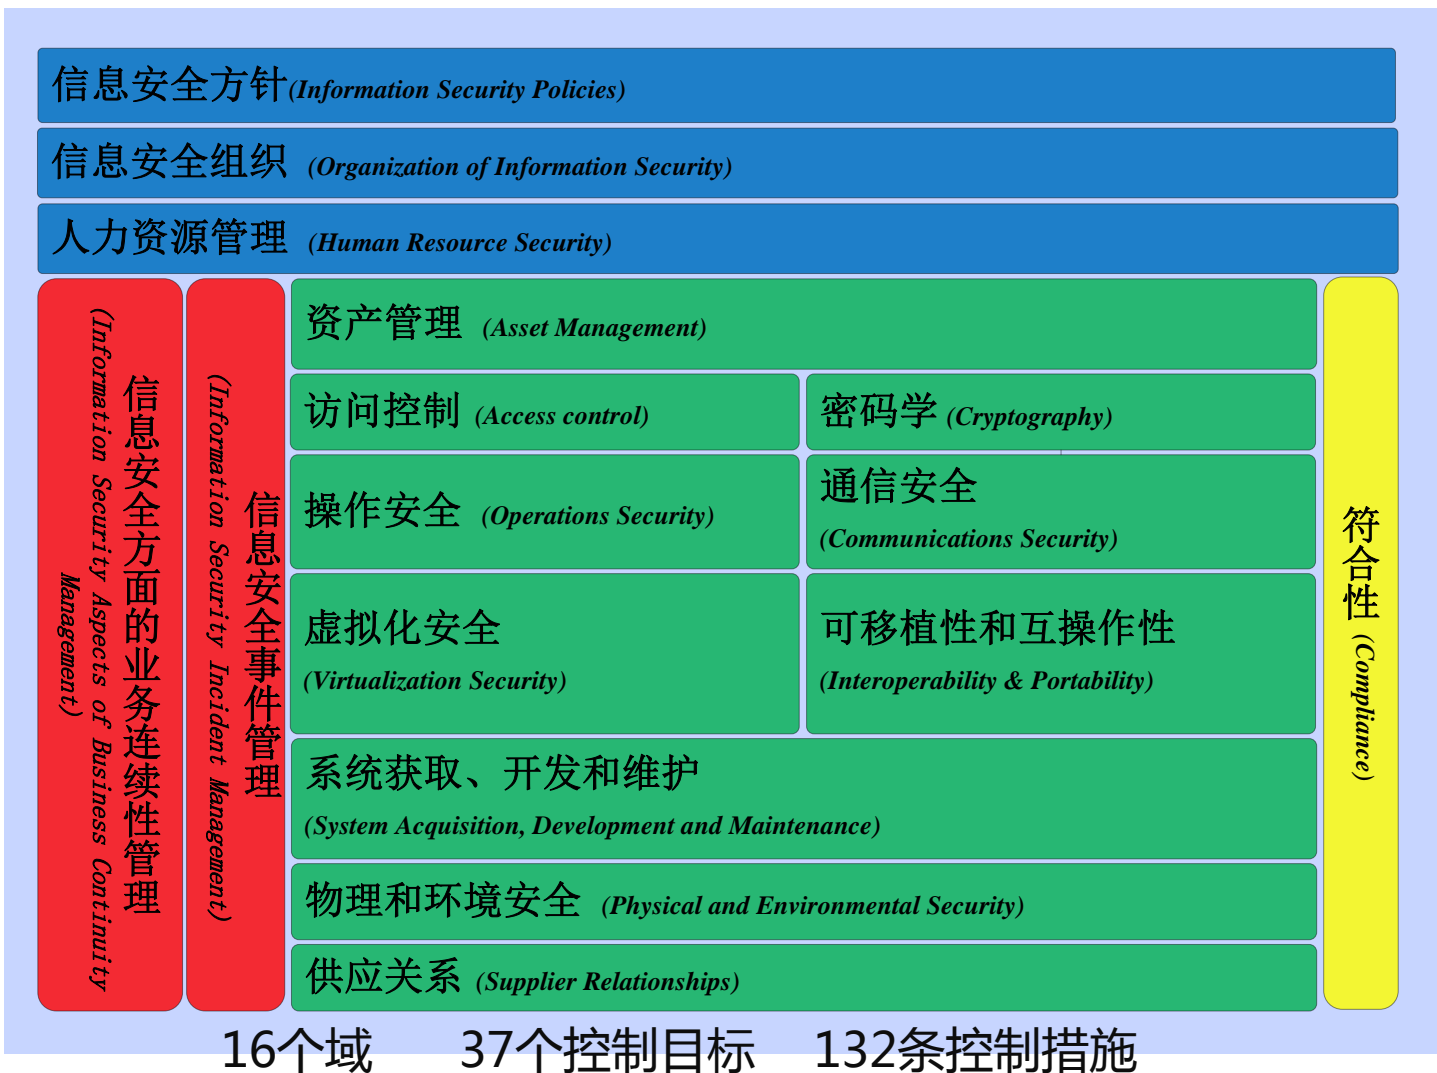 信息安全方针(Information Security Policies)
信息安全组织 (Organization of Information Security)
人力资源管理 (Human Resource Security)
信息安全方面的业务连续性管理
(Information Security Aspects of Business Continuity
Management)
信息安全事件管理
(Information Security Incident Management)
资产管理 (Asset Management)
访问控制 (Access control)
密码学 (Cryptography)
操作安全 (Operations Security)
通信安全
(Communications Security)
虚拟化安全
(Virtualization Security)
可移植性和互操作性
(Interoperability & Portability)
系统获取、开发和维护
(System Acquisition, Development and Maintenance)
物理和环境安全 (Physical and Environmental Security)
供应关系 (Supplier Relationships)
符合性 (Compliance)
16个域 37个控制目标 132条控制措施